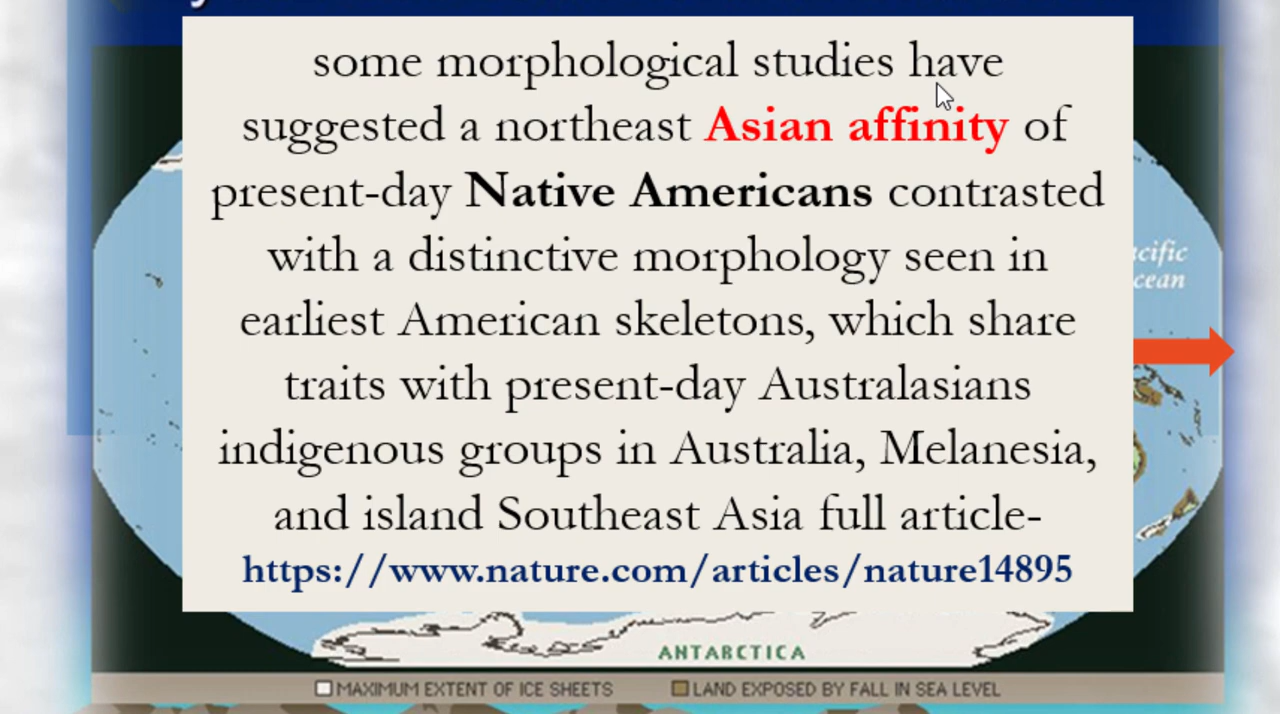 some morphological studies have
suggested a northeast Asian affinity of
present-day Native Americans contrasted
with a distinctive morphology seen in
earliest American skeletons, which share
traits with present-day Australasians
indigenous groups in Australia, Melanesia,
and island Southeast Asia full article-
https://www.nature.com/articles/nature14895
ANTARCTICA
MAXIMUM EXTENT OF ICE SHEETS
LAND EXPOSED BY FALL IN SEA LEVEL